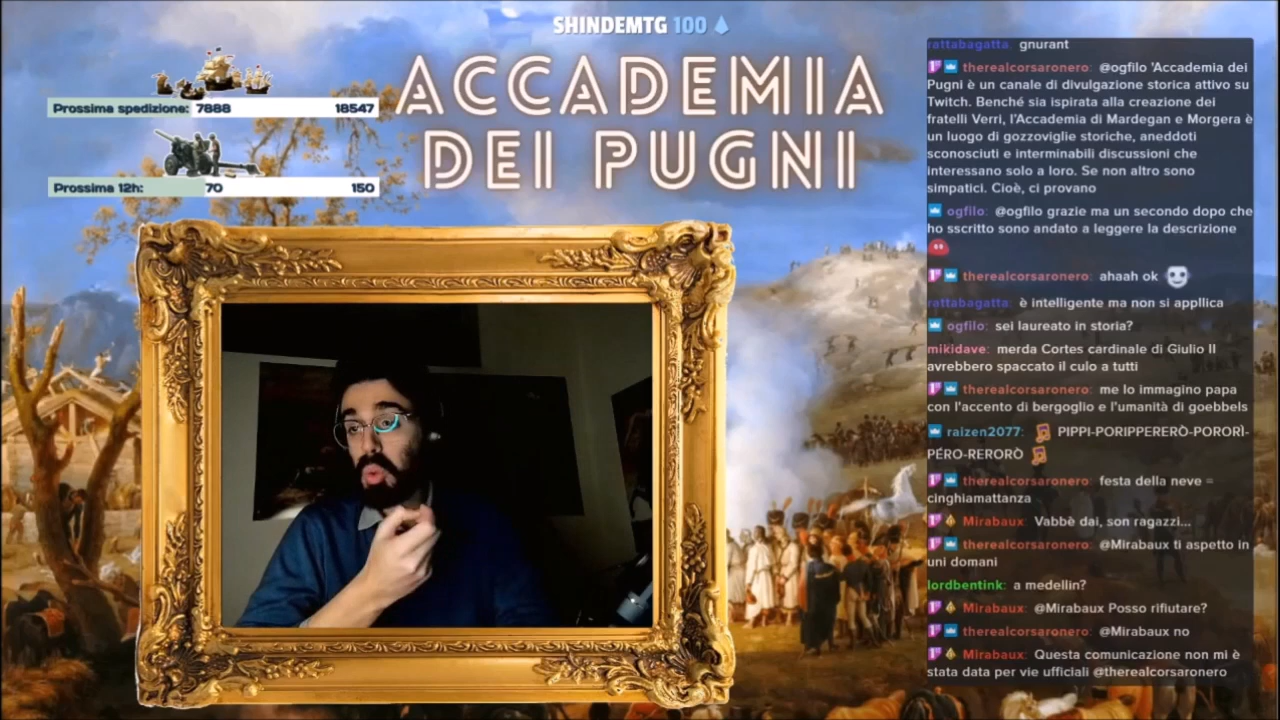 SHINDEMTG 100
ACCADEMIA
DEI PUGNI
Prossima spedizione: 7888 18547
Prossima 12h: 70 150
rattabagatta: gnurant
therealcorsaronero: @ogfilo 'Accademia dei
Pugni è un canale di divulgazione storica attivo su
Twitch. Benché sia ispirata alla creazione dei
fratelli Verri, l'Accademia di Mardegan e Morgera è
un luogo di gozzoviglie storiche, aneddoti
sconosciuti e interminabili discussioni che
interessano solo a loro. Se non altro sono
simpatici. Cioè, ci provano
ogfilo: @ogfilo grazie ma un secondo dopo che
ho sscritto sono andato a leggere la descrizione
therealcorsaronero: ahaah ok
rattabagatta: è intelligente ma non si appllica
ogfilo: sei laureato in storia?
mikidave: merda Cortes cardinale di Giulio II
avrebbero spaccato il culo a tutti
therealcorsaronero: me lo immagino papa
con l'accento di bergoglio e l'umanità di goebbels
raizen2077: PIPPI-PORIPPERERÒ-PORORÌ-
PÉRO-RERORÒ
therealcorsaronero: festa della neve =
cinghiamattanza
Mirabaux: Vabbè dai, son ragazzi...
therealcorsaronero: @Mirabaux ti aspetto in
uni domani
lordbentink: a medellin?
Mirabaux: @Mirabaux Posso rifiutare?
therealcorsaronero: @Mirabaux no
Mirabaux: Questa comunicazione non mi è
stata data per vie ufficiali @therealcorsaronero